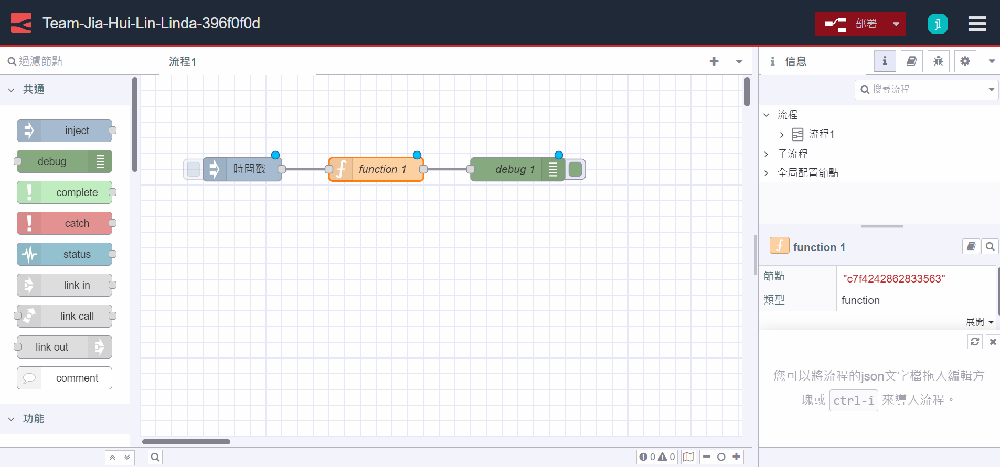 Team-Jia-Hui-Lin-Linda-396f0f0d
部署
jl
過濾節點
共通
inject
debug
complete
catch
status
link in
link call
link out
comment
功能
流程1
時間戳
function 1
debug 1
0
0
信息
搜尋流程
流程
流程1
子流程
全局配置節點
function 1
節點 "c7f4242862833563"
類型 function
展開
您可以將流程的json文字檔拖入編輯方
塊或 ctrl-i 來導入流程。